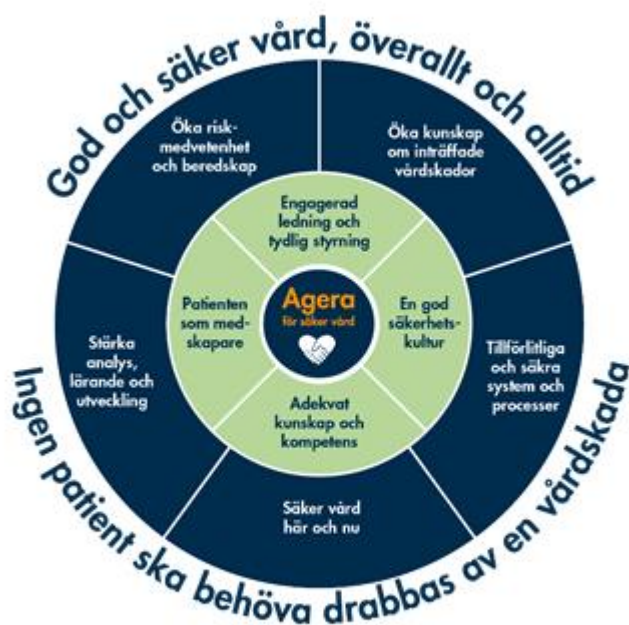 God och säker vård, överallt och alltid
Öka risk-
medvetenhet
och beredskap
Öka kunskap
om inträffade
vårdskador
Engagerad
ledning och
tydlig styrning
Patienten
som med-
skapare
Agera
för säker vård
En god
säkerhets-
kultur
Stärka
analys,
lärande och
utveckling
Tillförlitliga
och säkra
system och
processer
Adekvat
kunskap och
kompetens
Säker vård
här och nu
Ingen patient ska behöva drabbas av en vårdskada